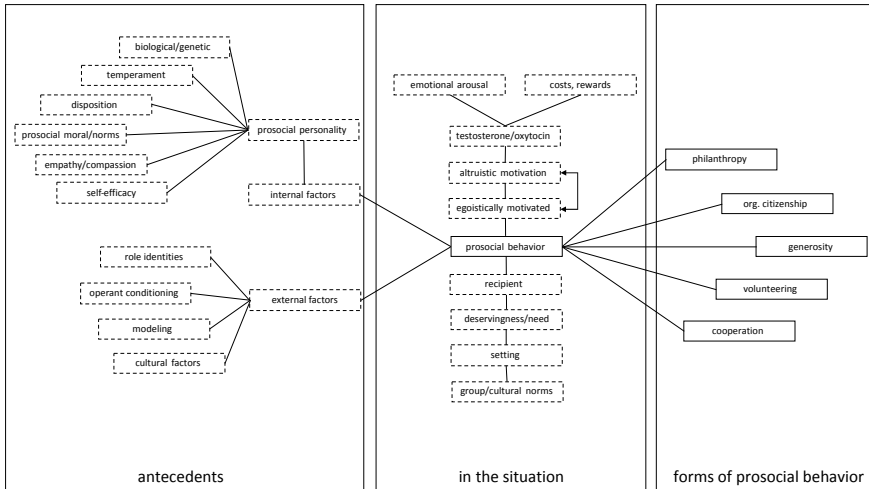 biological/genetic
temperament
disposition
prosocial moral/norms
empathy/compassion
self-efficacy
prosocial personality
internal factors
role identities
operant conditioning
modeling
cultural factors
external factors
antecedents
emotional arousal
costs, rewards
testosterone/oxytocin
altruistic motivation
egoistically motivated
prosocial behavior
recipient
deservingness/need
setting
group/cultural norms
in the situation
philanthropy
org. citizenship
generosity
volunteering
cooperation
forms of prosocial behavior